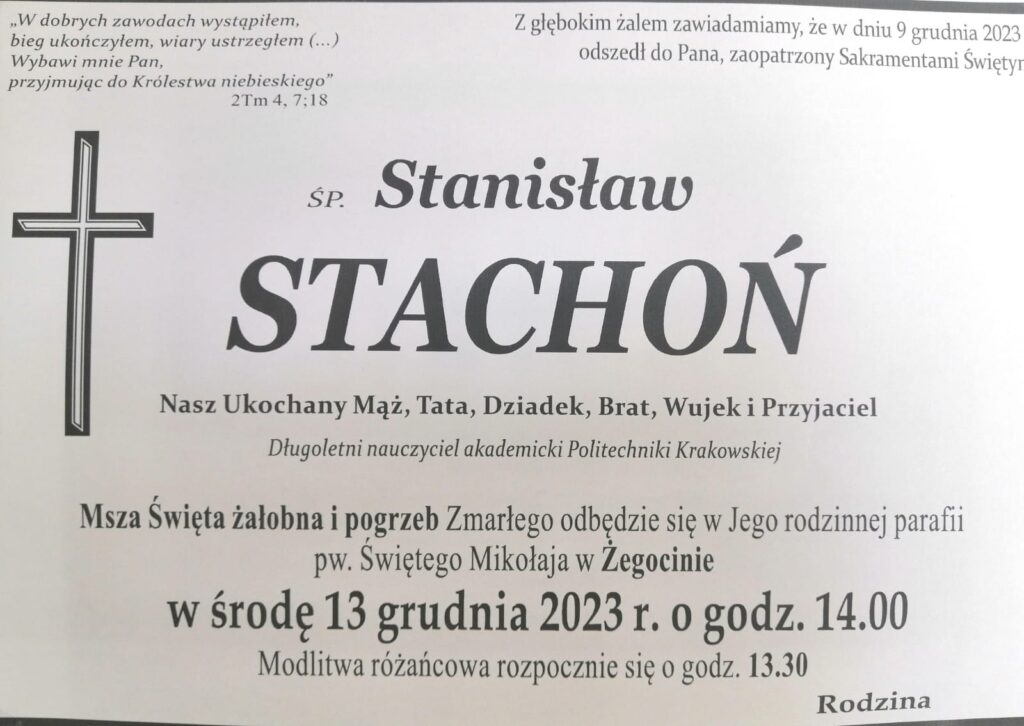 „W dobrych zawodach wystąpiłem,
bieg ukończyłem, wiary ustrzegłem (...)
Wybawi mnie Pan,
przyjmując do Królestwa niebieskiego”
2Tm 4, 7;18
Z głębokim żalem zawiadamiamy, że w dniu 9 grudnia 2023
odszedł do Pana, zaopatrzony Sakramentami
ŚP. Stanisław
STACHOŃ
Nasz Ukochany Mąż, Tata, Dziadek, Brat, Wujek i Przyjaciel
Długoletni nauczyciel akademicki Politechniki Krakowskiej
Msza Święta żałobna i pogrzeb Zmarłego odbędzie się w Jego rodzinnej parafii
pw. Świętego Mikołaja w Żegocinie
w środę 13 grudnia 2023 r. o godz. 14.00
Modlitwa różańcowa rozpocznie się o godz. 13.30
Rodzina